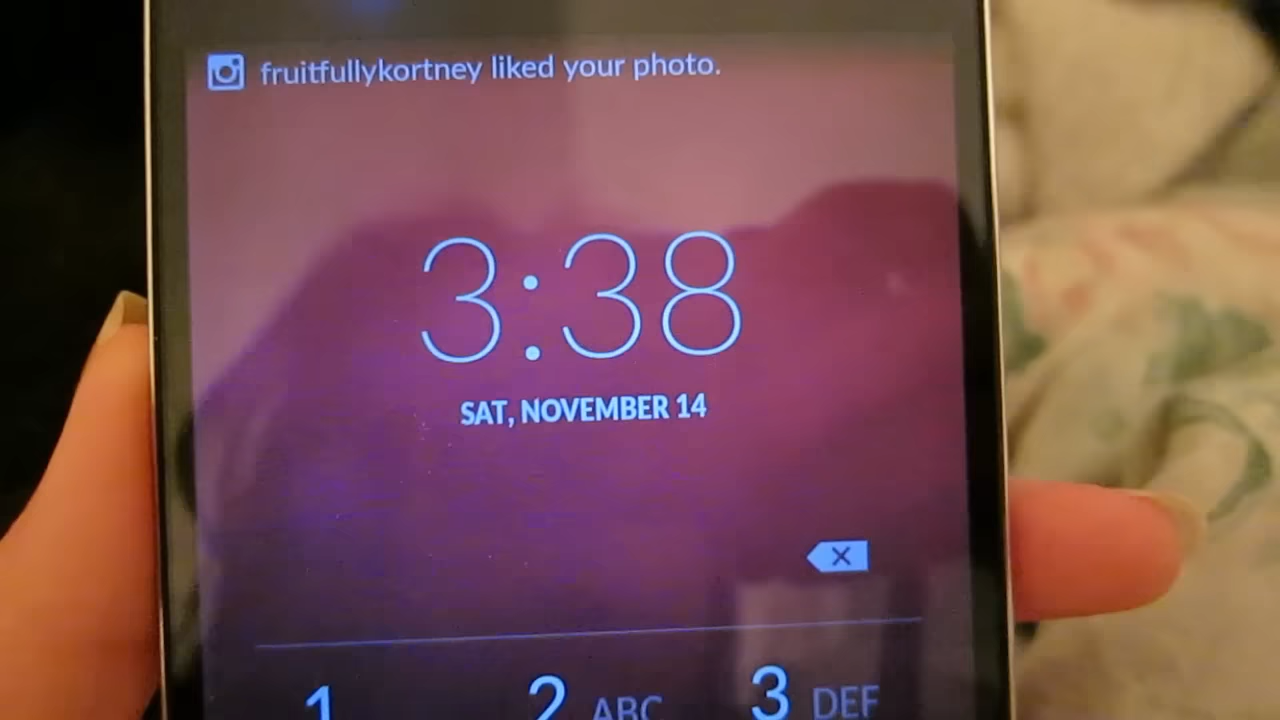 fruitfullykortney liked your photo.
3:38
SAT, NOVEMBER 14
1 2 ABC 3 DEF